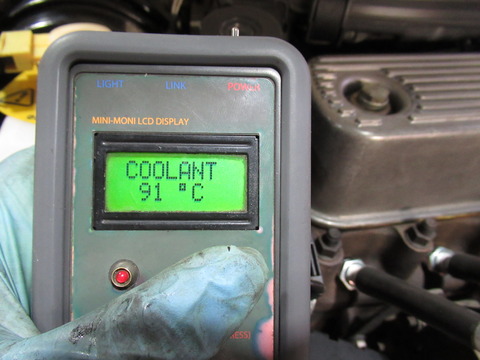 LIGHT LINK POWER
MINI-MONI LCD DISPLAY
COOLANT
91 °C